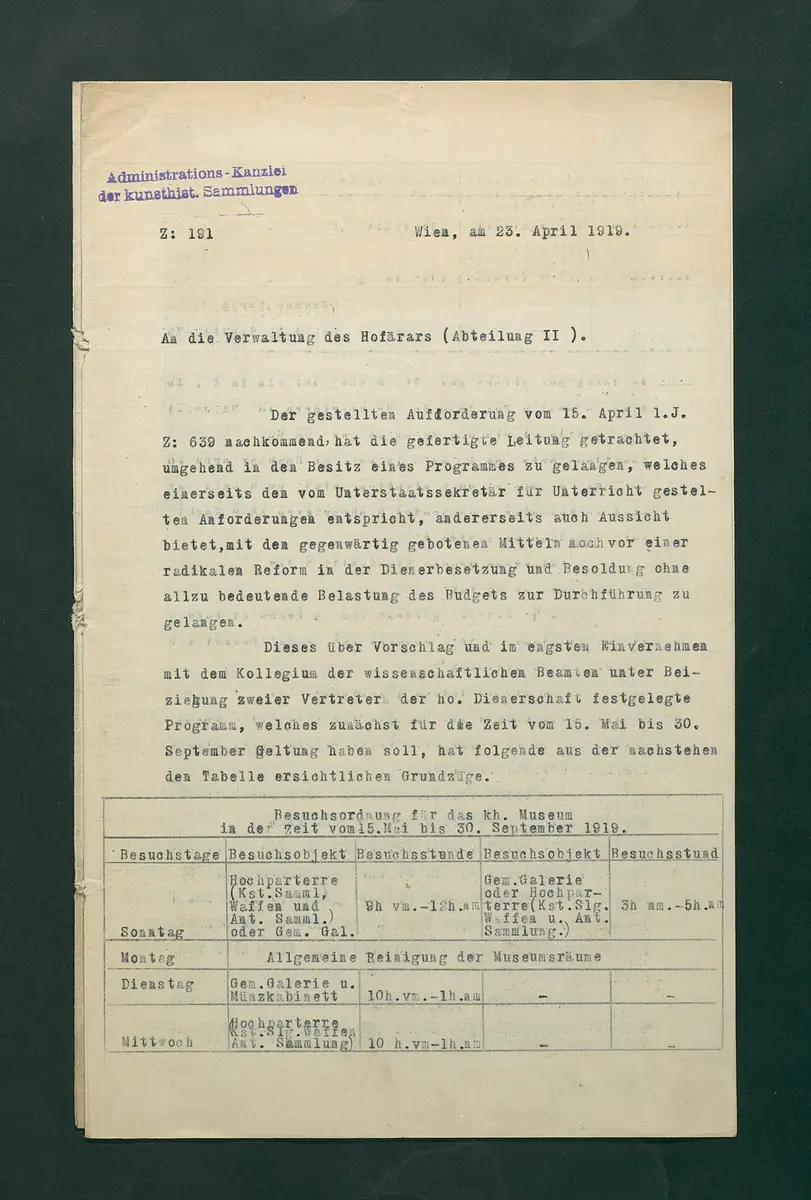 Administrations-Kanzlei
der kunsthist. Sammlungen
Z: 191 Wien, am 23. April 1919.
An die Verwaltung des Hofärars (Abteilung II ).
Der gestellten Aufforderung vom 15. April l.J.
Z: 639 nachkommend, hat die gefertigte Leitung getrachtet,
umgehend in den Besitz eines Programmes zu gelangen, welches
einerseits den vom Unterstaatssekretär für Unterricht gestel-
ten Anforderungen entspricht, andererseits auch Aussicht
bietet,mit den gegenwärtig gebotenen Mitteln noch vor einer
radikalen Reform in der Dienerbesetzung und Besoldung ohne
allzu bedeutende Belastung des Budgets zur Durchführung zu
gelangen.
Dieses über Vorschlag und im engsten Einvernehmen
mit dem Kollegium der wissenschaftlichen Beamten unter Bei-
ziehung zweier Vertreter der ho. Dienerschaft festgelegte
Programm, welches zunächst für die Zeit vom 15. Mai bis 30.
September Geltung haben soll, hat folgende aus der nachstehen
den Tabelle ersichtlichen Grundzüge.
Besuchsordnung für das kh. Museum
in der Zeit vom 15.Mai bis 30. September 1919.
Besuchstage Besuchsobjekt Besuchsstunde Besuchsobjekt Besuchsstund
Sonntag
Hochparterre
(Kst.Samml,
Waffen und
Ant. Samml.)
oder Gem. Gal.
9h vm.-12h.am
Gem.Galerie
oder Hochpar-
terre(Kst.Slg.
Waffen u. Ant.
Sammlung.)
3h nm.-5h.nm
Montag Allgemeine Reinigung der Museumsräume
Dienstag
Gem.Galerie u.
Münzkabinett
10h.vm.-1h.am - -
Mittwoch
Hochparterre
Kst.Slg.Waffen
Ant. Sammlung)
10 h.vm-1h.am - -